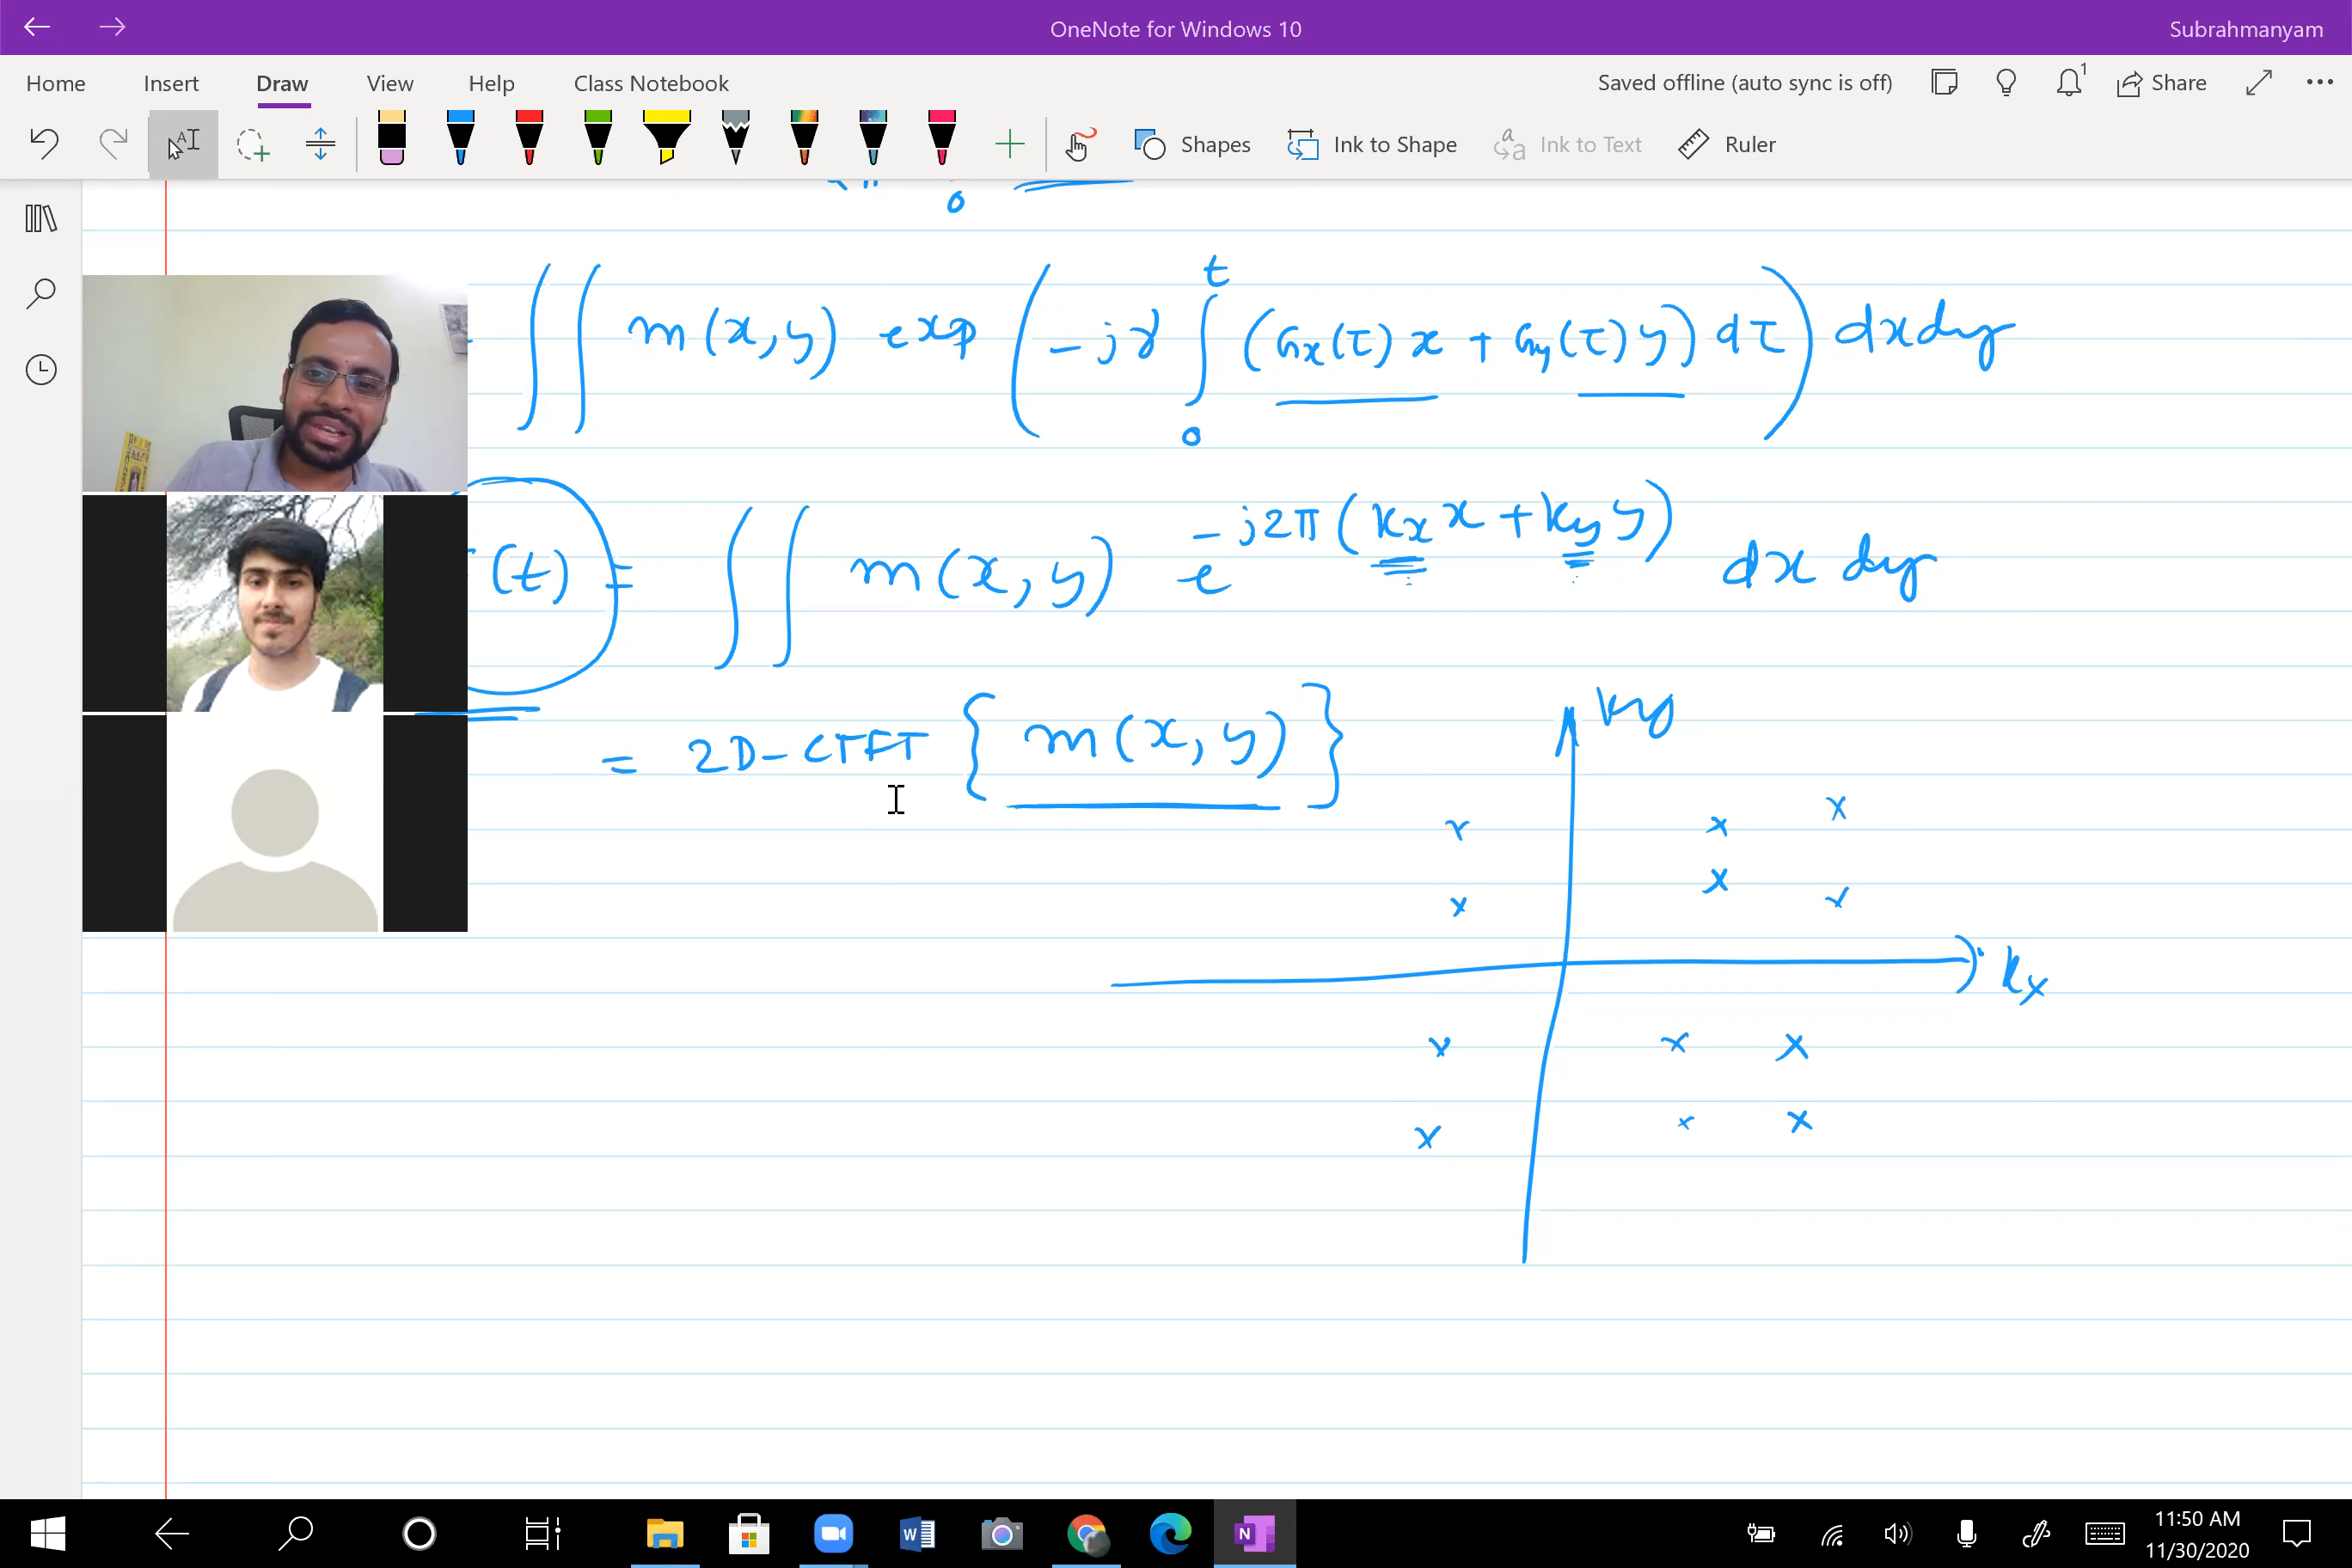 OneNote for Windows 10
Subrahmanyam
Home Insert Draw View Help Class Notebook
Saved offline (auto sync is off) 1 Share
Shapes Ink to Shape Ink to Text Ruler
0
∫∫ m(x,y) exp(-jγ ∫₀ᵗ (Gx(τ)x + Gy(τ)y) dτ) dx dy
(t) = ∫∫ m(x,y) e^{-j2π(kx x + ky y)} dx dy
= 2D-CTFT {m(x,y)}
ky
x x x
x x x
kx
x x x
x x x
11:50 AM
11/30/2020